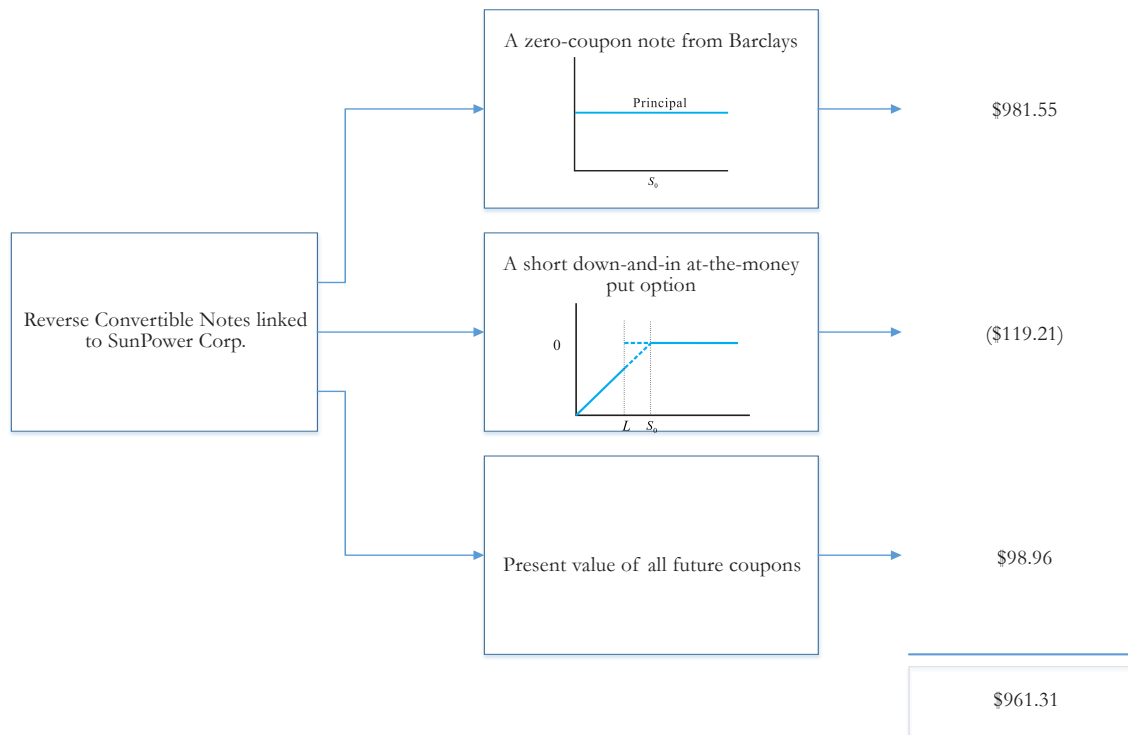 A zero-coupon note from Barclays
Principal
S₀
$981.55
Reverse Convertible Notes linked
to SunPower Corp.
A short down-and-in at-the-money
put option
0
L S₀
($119.21)
Present value of all future coupons
$98.96
$961.31